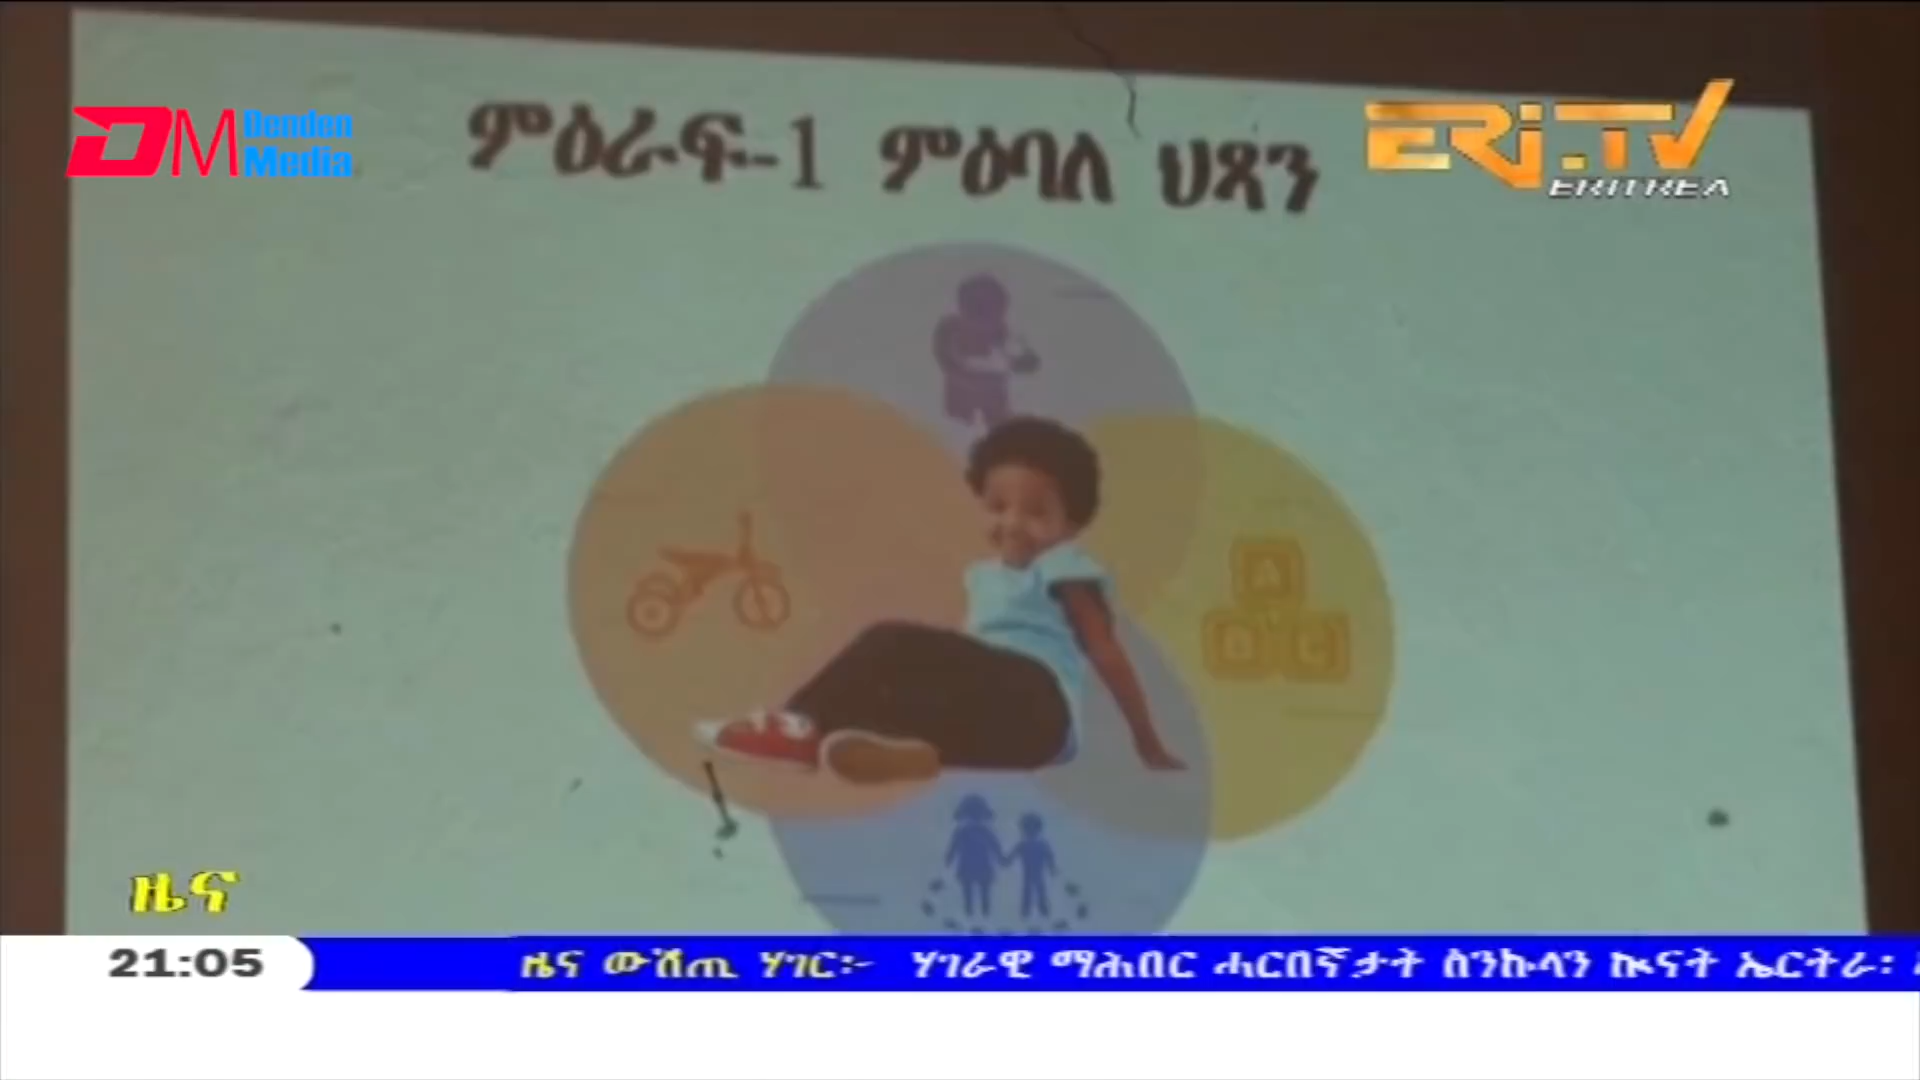 DM Denden Media
ምዕራፍ-1 ምዕባለ ህጻን
ERi.TV
ERITREA
A
ዜና
21:05
ዜና ውሽጢ ሃገር፡- ሃገራዊ ማሕበር ሓርበኛታት ስንኩላን ኲናት ኤርትራ፡